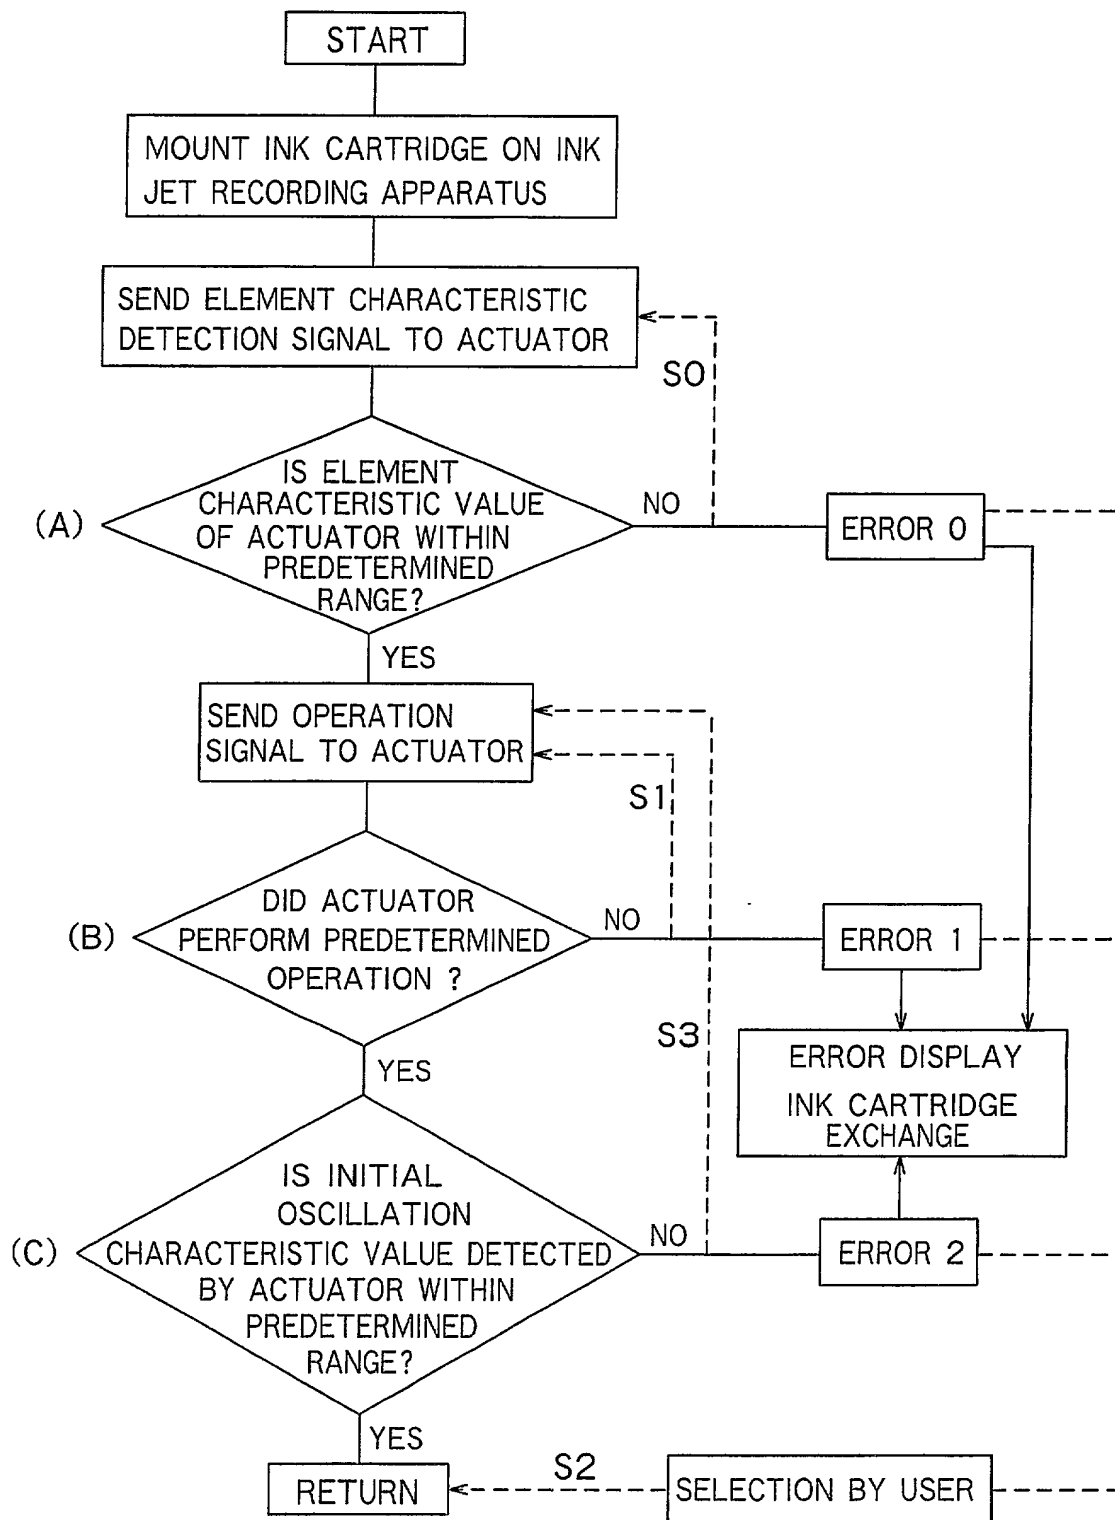 START
MOUNT INK CARTRIDGE ON INK
JET RECORDING APPARATUS
SEND ELEMENT CHARACTERISTIC
DETECTION SIGNAL TO ACTUATOR
S0
(A)
IS ELEMENT
CHARACTERISTIC VALUE
OF ACTUATOR WITHIN
PREDETERMINED
RANGE?
NO
ERROR 0
YES
SEND OPERATION
SIGNAL TO ACTUATOR
S1
(B)
DID ACTUATOR
PERFORM PREDETERMINED
OPERATION ?
NO
ERROR 1
S3
YES
ERROR DISPLAY
INK CARTRIDGE
EXCHANGE
(C)
IS INITIAL
OSCILLATION
CHARACTERISTIC VALUE DETECTED
BY ACTUATOR WITHIN
PREDETERMINED
RANGE?
NO
ERROR 2
YES
RETURN
S2
SELECTION BY USER